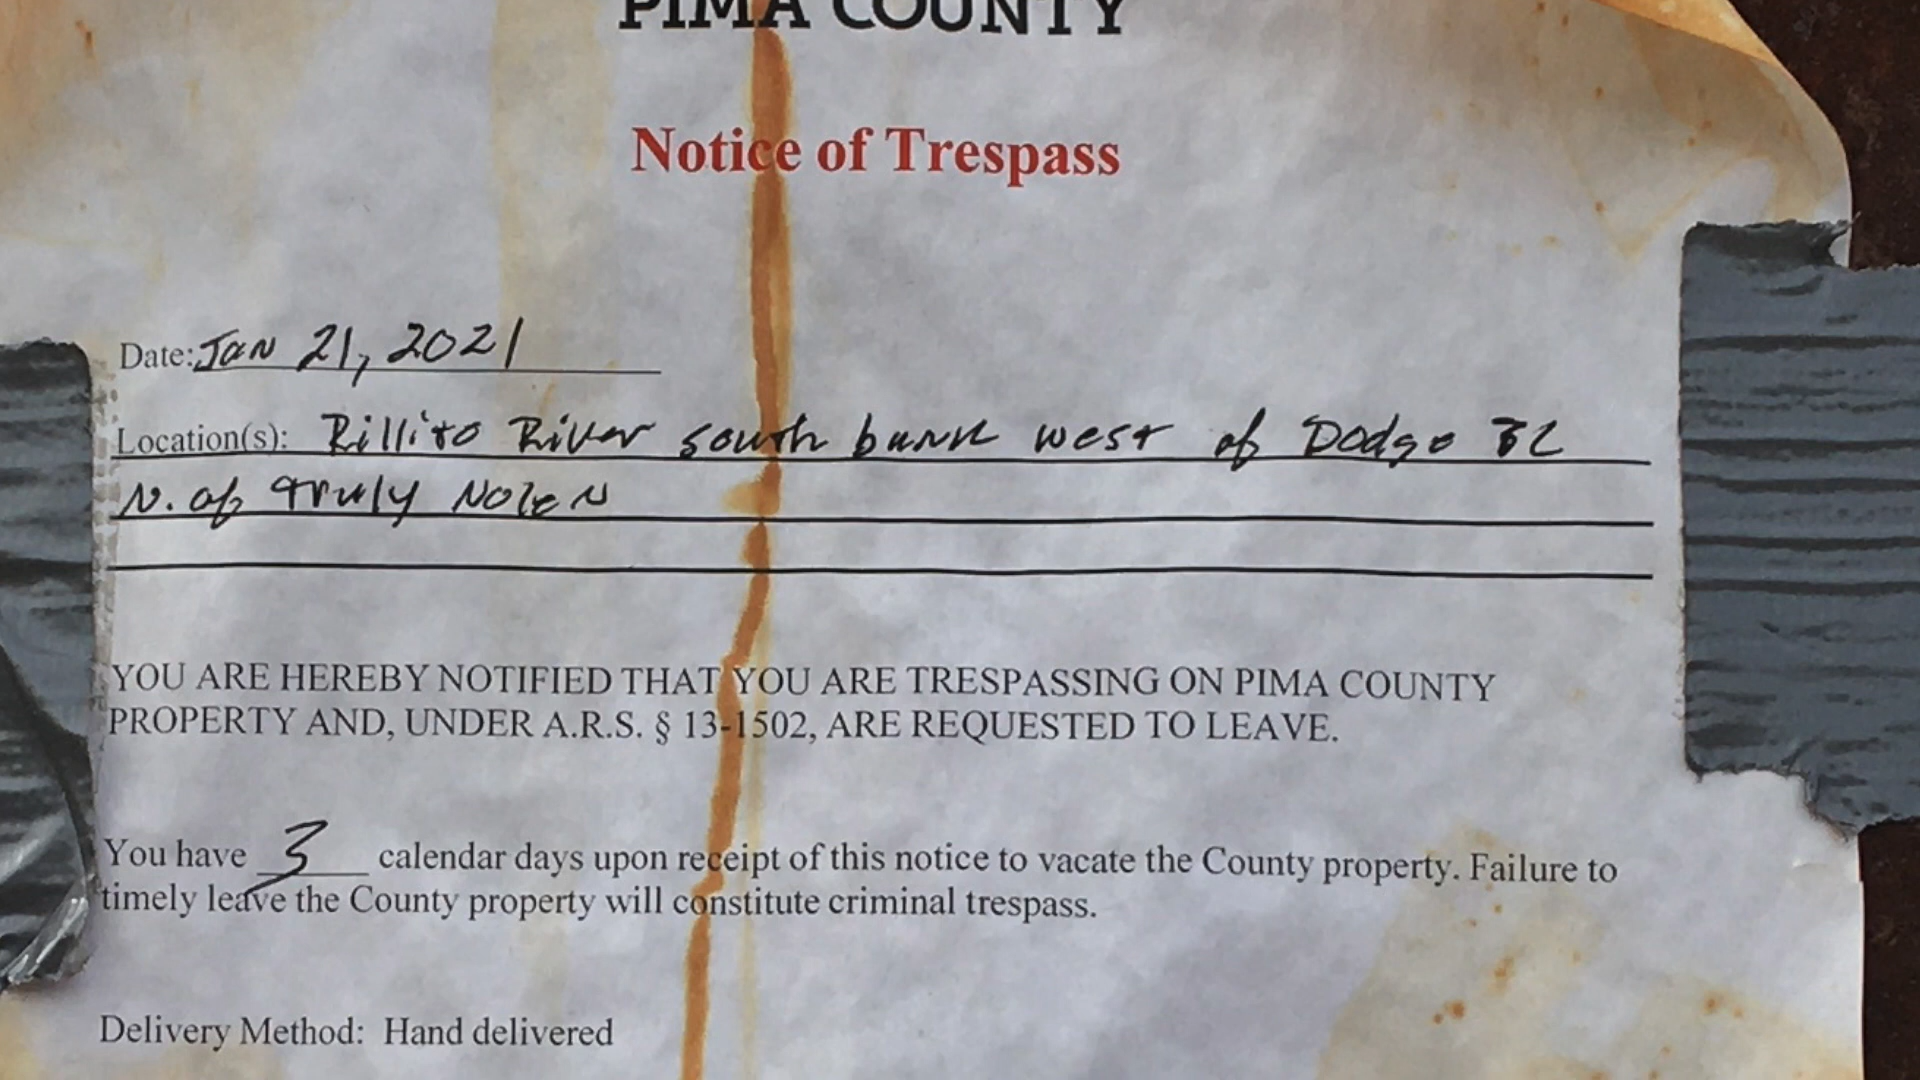 PIMA COUNTY
Notice of Trespass
Date: JAN 21, 2021
Location(s): Rillito River south bank west of Dodge BL
N. of Truly Nolen
YOU ARE HEREBY NOTIFIED THAT YOU ARE TRESPASSING ON PIMA COUNTY
PROPERTY AND, UNDER A.R.S. § 13-1502, ARE REQUESTED TO LEAVE.
You have 3 calendar days upon receipt of this notice to vacate the County property. Failure to
timely leave the County property will constitute criminal trespass.
Delivery Method: Hand delivered